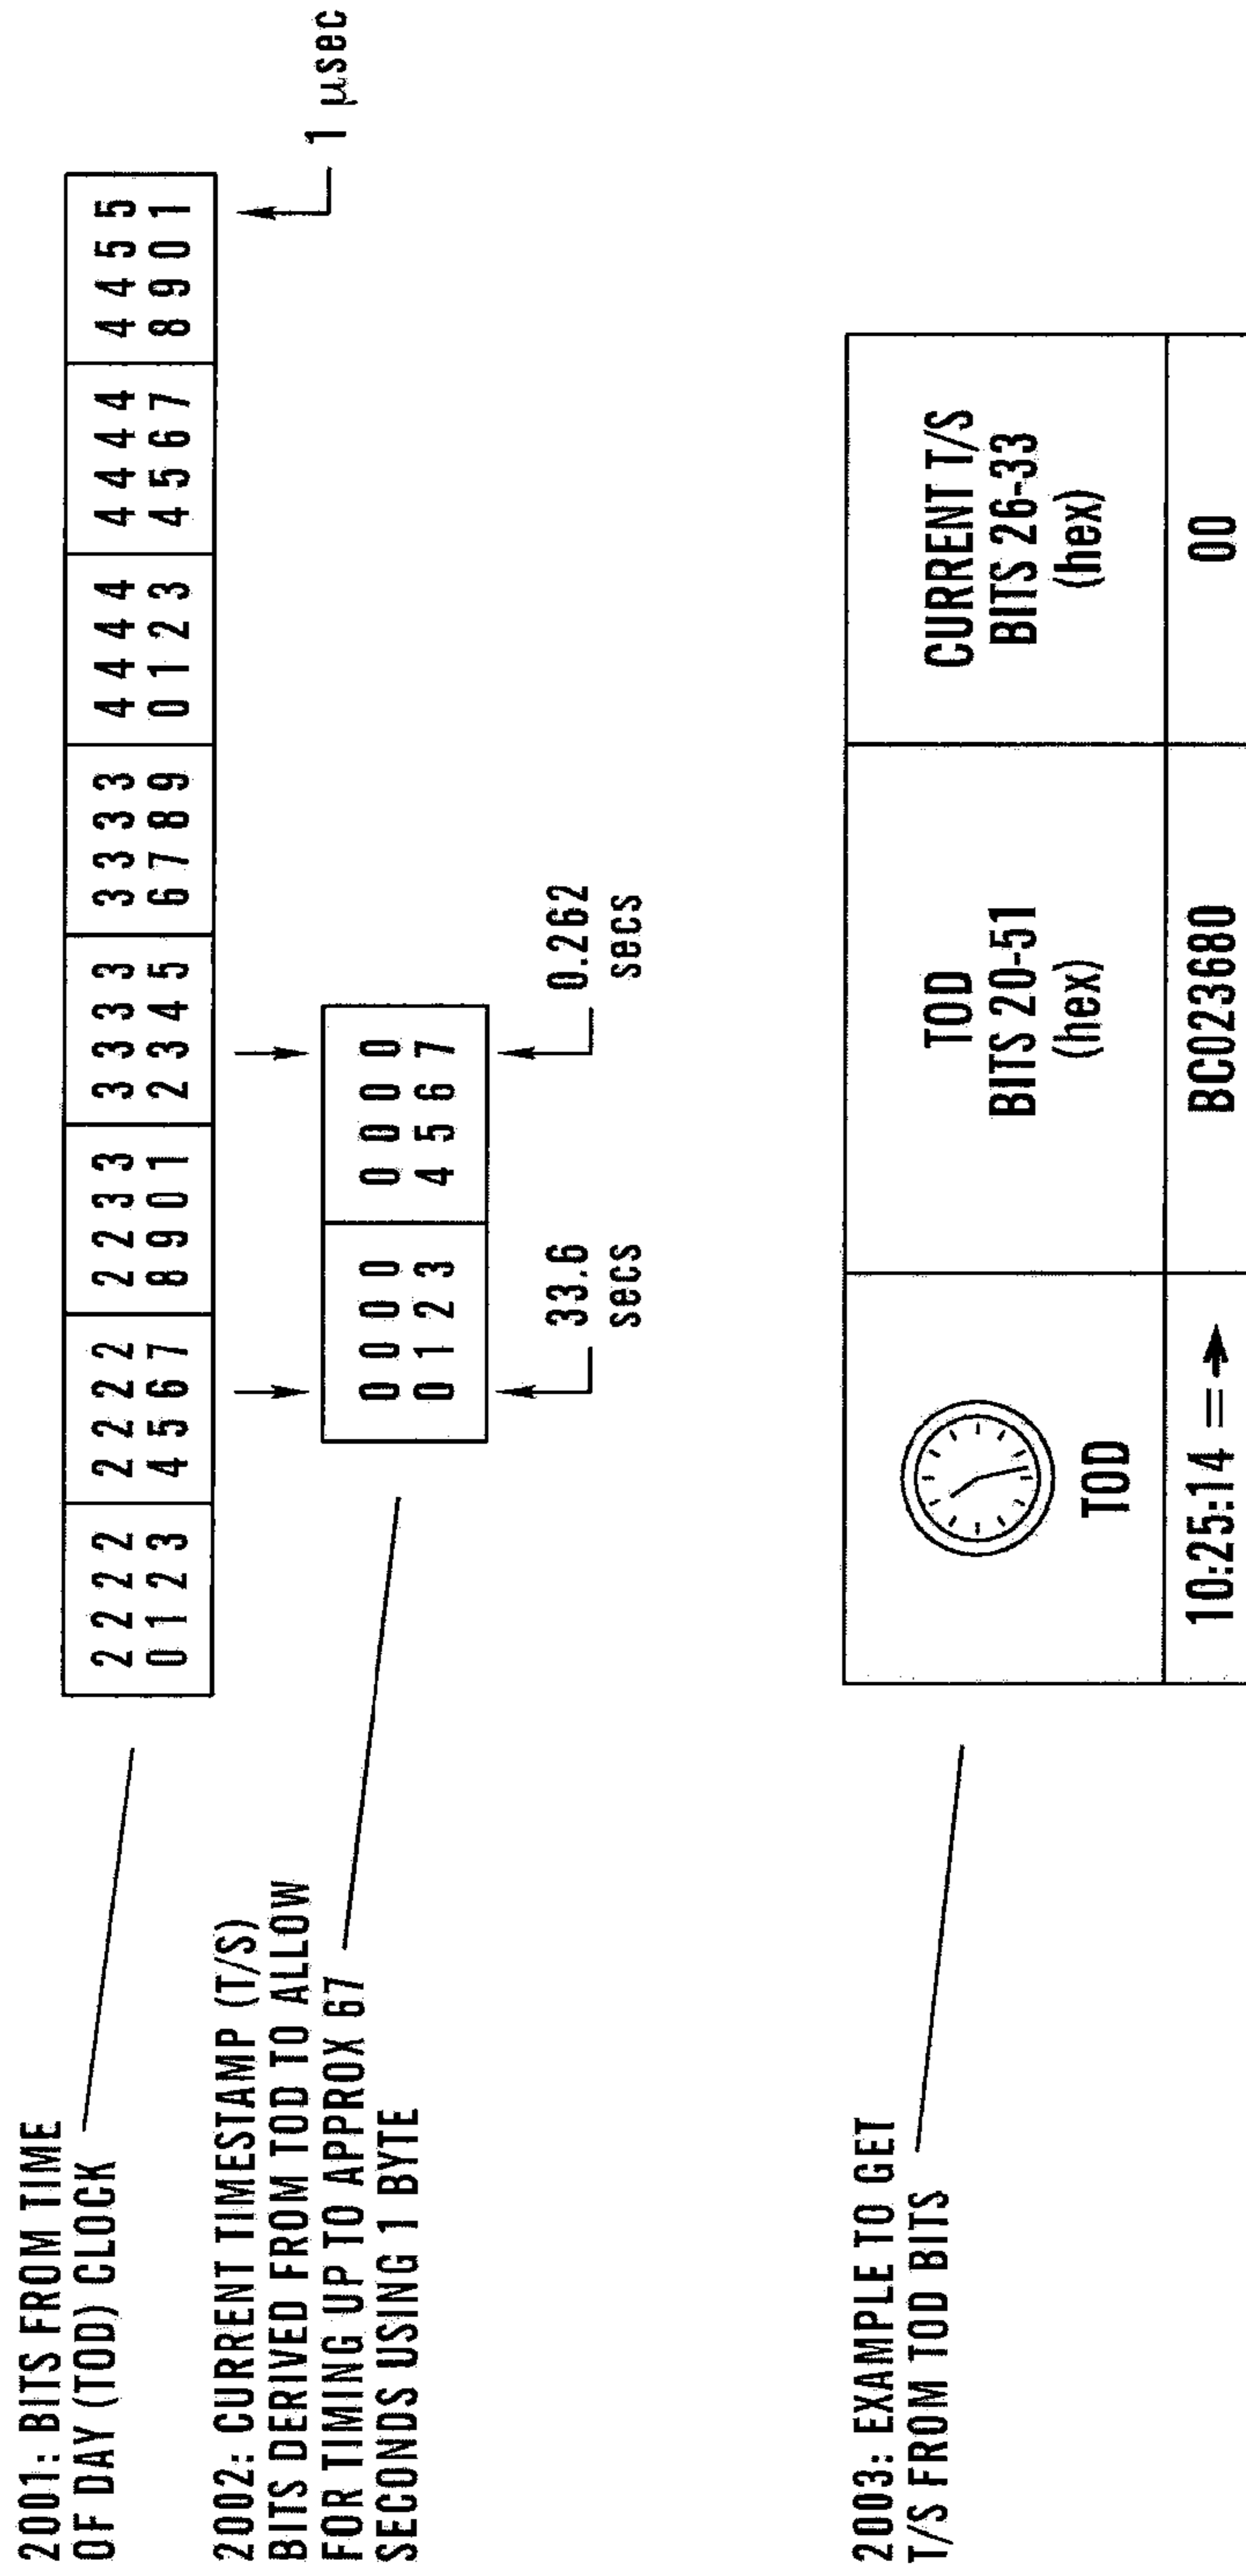 2001: BITS FROM TIME
OF DAY (TOD) CLOCK
2 2 2 2 2 2 2 2 2 2 3 3 3 3 3 3 3 3 3 3 4 4 4 4 4 4 4 4 4 4 5 5
0 1 2 3 4 5 6 7 8 9 0 1 2 3 4 5 6 7 8 9 0 1 2 3 4 5 6 7 8 9 0 1
1 µsec
2002: CURRENT TIMESTAMP (T/S)
BITS DERIVED FROM TOD TO ALLOW
FOR TIMING UP TO APPROX 67
SECONDS USING 1 BYTE
0 0 0 0 0 0 0 0
0 1 2 3 4 5 6 7
33.6
secs
0.262
secs
2003: EXAMPLE TO GET
T/S FROM TOD BITS
TOD
TOD
BITS 20-51
(hex)
CURRENT T/S
BITS 26-33
(hex)
10:25:14 =
BC023680
00